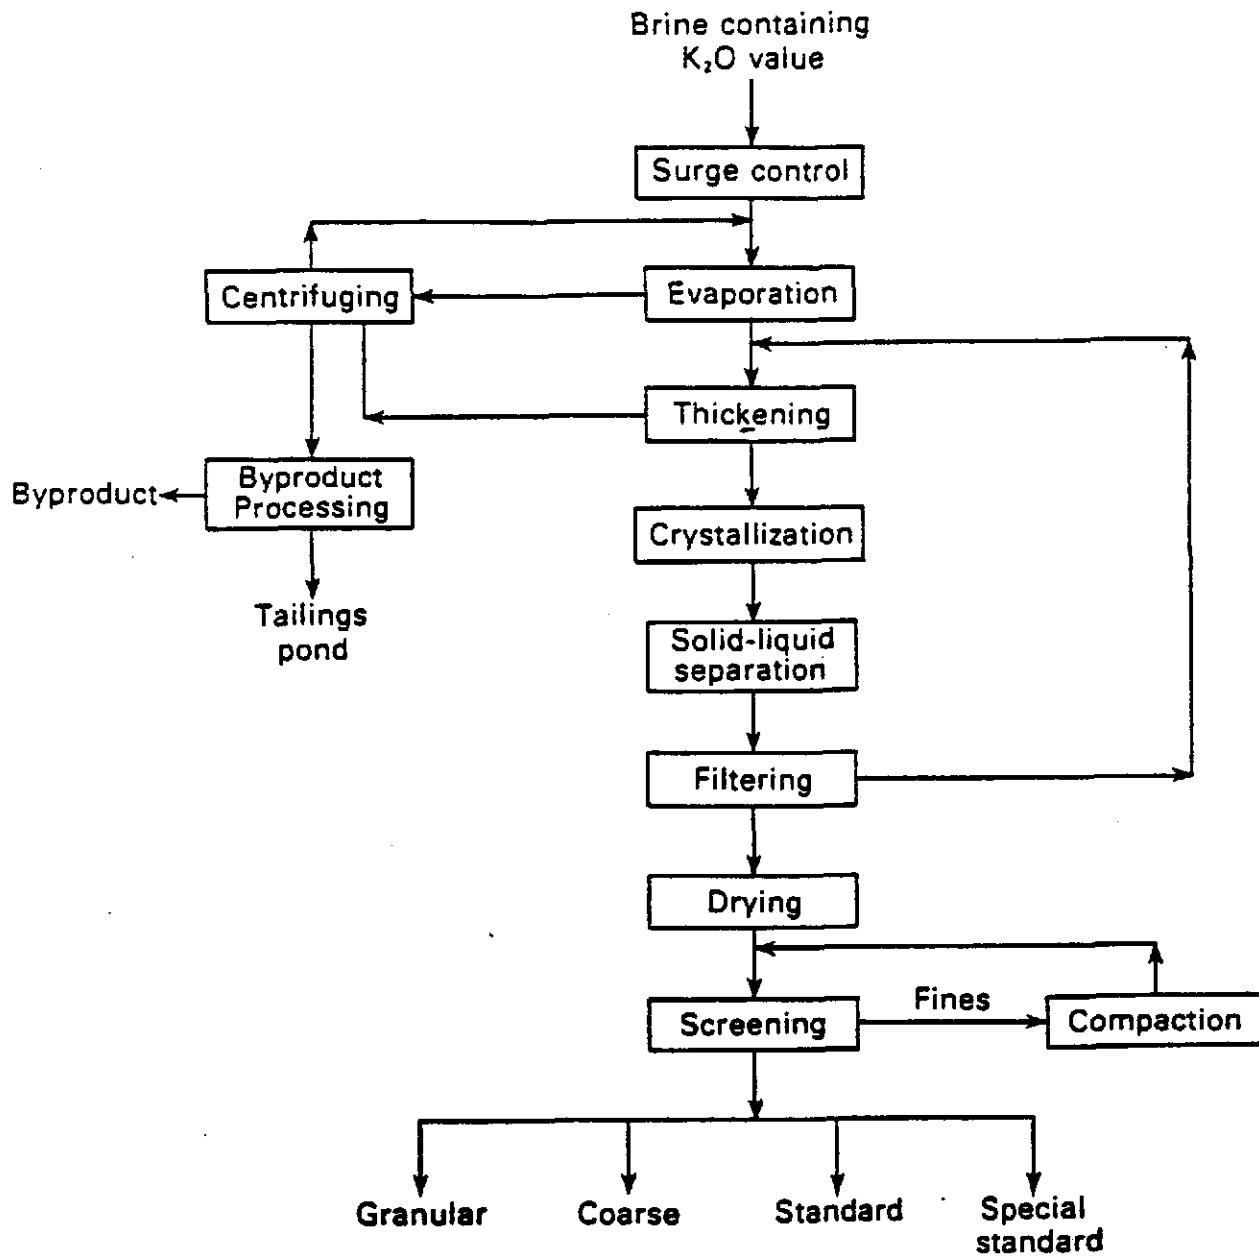 Brine containing
K₂O value
Surge control
Centrifuging
Evaporation
Thickening
Byproduct
Byproduct
Processing
Crystallization
Tailings
pond
Solid-liquid
separation
Filtering
Drying
Screening
Fines
Compaction
Granular
Coarse
Standard
Special
standard